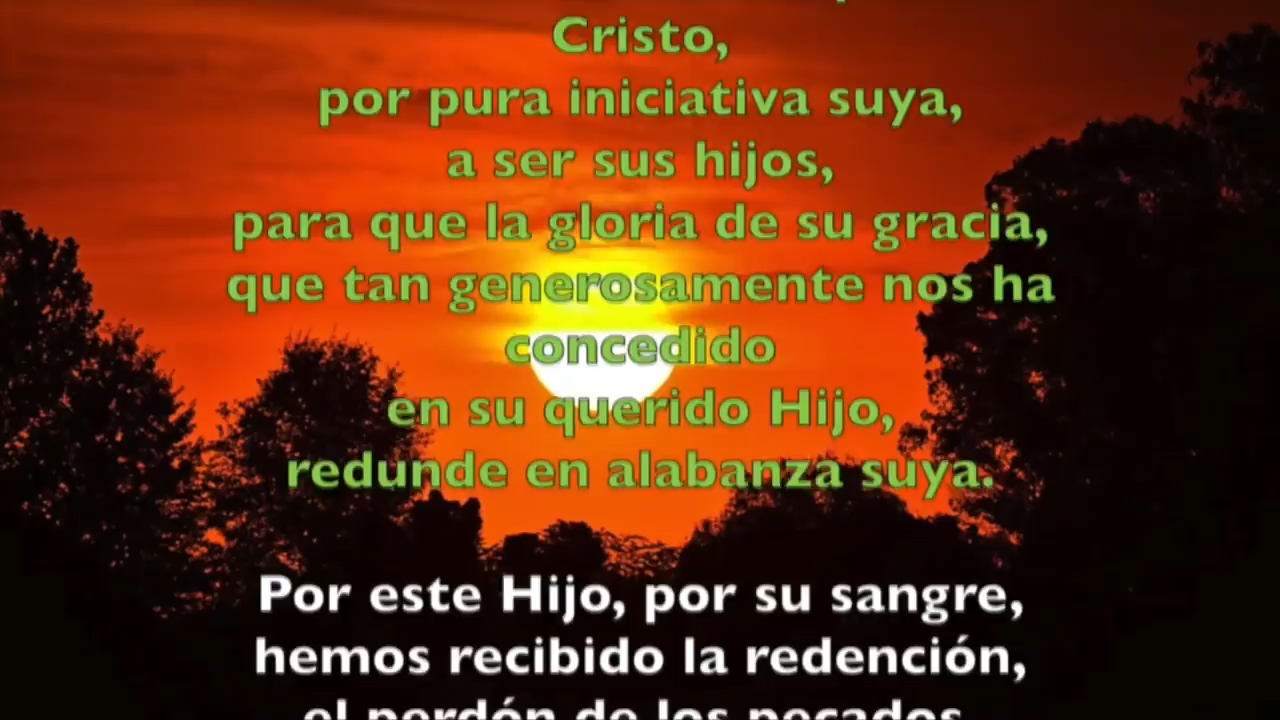 Cristo,
por pura iniciativa suya,
a ser sus hijos,
para que la gloria de su gracia,
que tan generosamente nos ha
concedido
en su querido Hijo,
redunde en alabanza suya.
Por este Hijo, por su sangre,
hemos recibido la redención,
el perdón de los pecados.